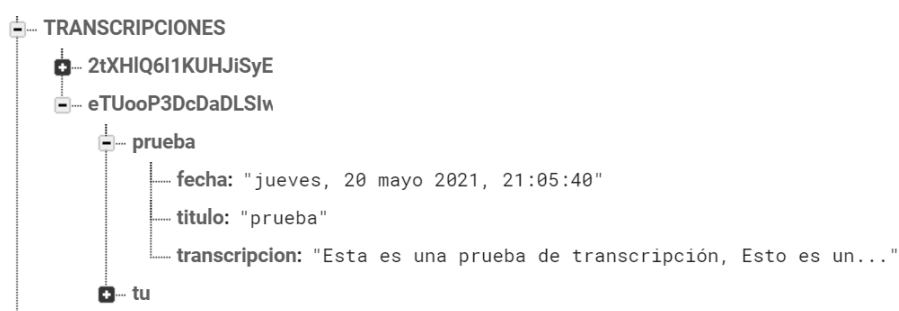 TRANSCRIPCIONES
2tXHlQ6I1KUHJiSyE
eTUooP3DcDaDLSIw
prueba
fecha: "jueves, 20 mayo 2021, 21:05:40"
titulo: "prueba"
transcripcion: "Esta es una prueba de transcripción, Esto es un..."
tu